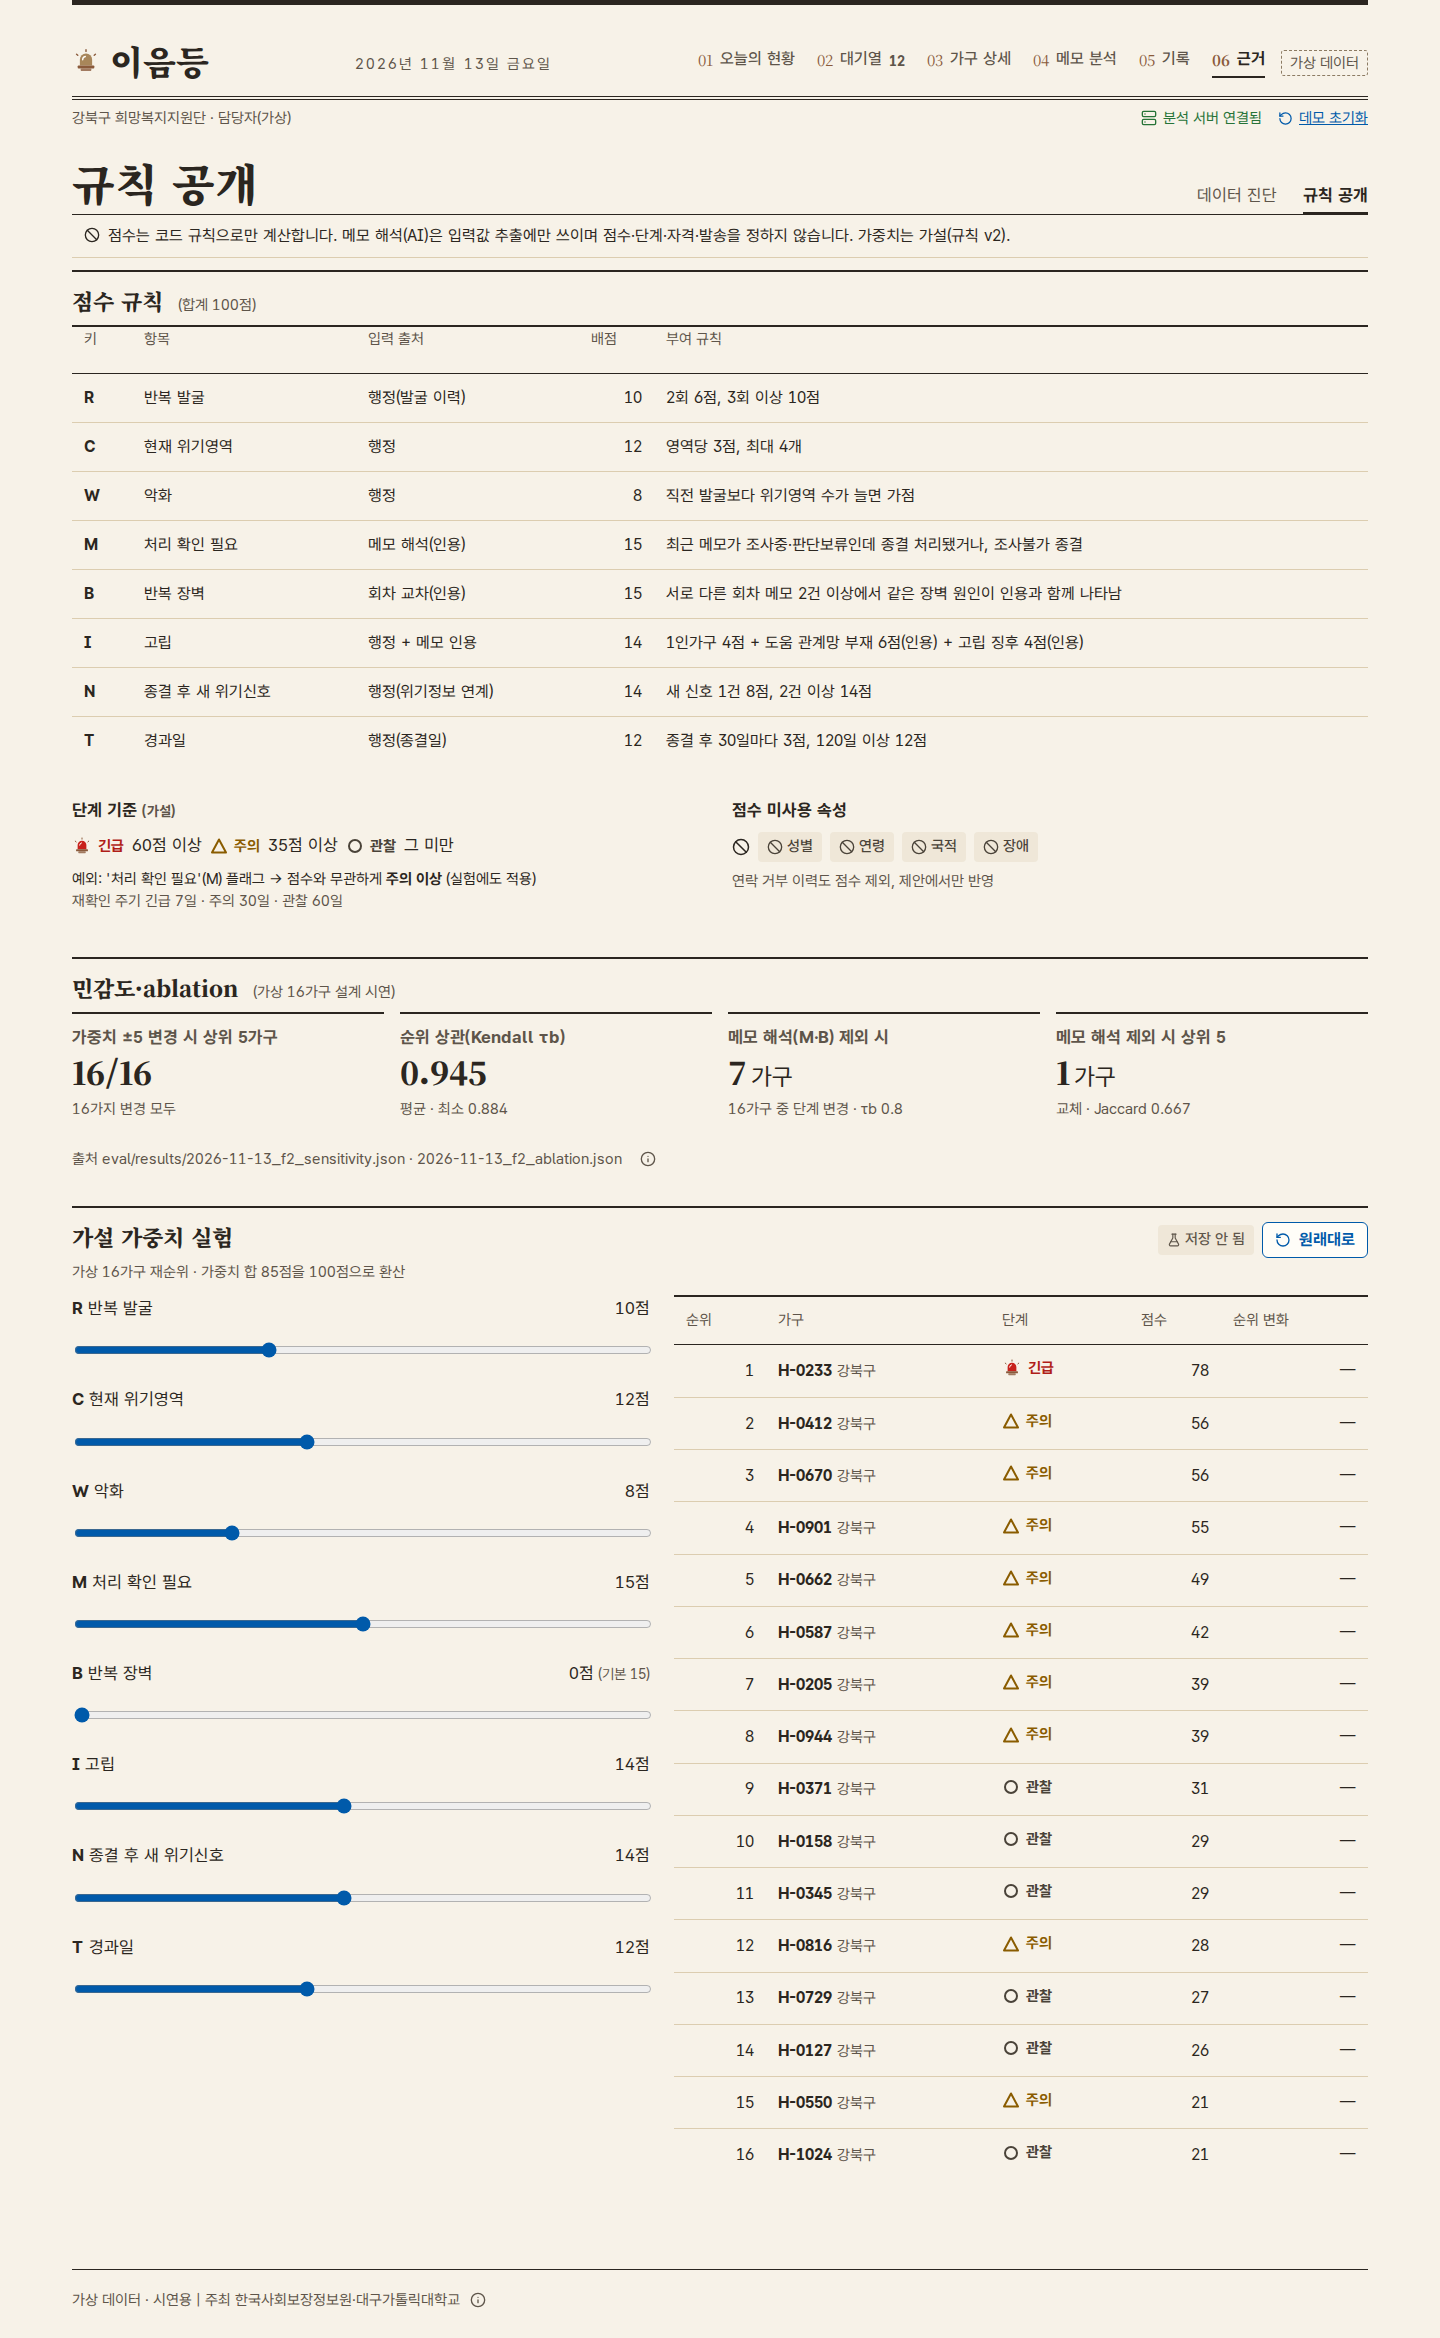 이음등
2026년 11월 13일 금요일
01 오늘의 현황 02 대기열 12 03 가구 상세 04 메모 분석 05 기록 06 근거 가상 데이터
강북구 희망복지지원단 · 담당자(가상)
분석 서버 연결됨 데모 초기화
규칙 공개
데이터 진단 규칙 공개
점수는 코드 규칙으로만 계산합니다. 메모 해석(AI)은 입력값 추출에만 쓰이며 점수·단계·자격·발송을 정하지 않습니다. 가중치는 가설(규칙 v2).
점수 규칙 (합계 100점)
키 항목 입력 출처 배점 부여 규칙
R 반복 발굴 행정(발굴 이력) 10 2회 6점, 3회 이상 10점
C 현재 위기영역 행정 12 영역당 3점, 최대 4개
W 악화 행정 8 직전 발굴보다 위기영역 수가 늘면 가점
M 처리 확인 필요 메모 해석(인용) 15 최근 메모가 조사중·판단보류인데 종결 처리됐거나, 조사불가 종결
B 반복 장벽 회차 교차(인용) 15 서로 다른 회차 메모 2건 이상에서 같은 장벽 원인이 인용과 함께 나타남
I 고립 행정 + 메모 인용 14 1인가구 4점 + 도움 관계망 부재 6점(인용) + 고립 징후 4점(인용)
N 종결 후 새 위기신호 행정(위기정보 연계) 14 새 신호 1건 8점, 2건 이상 14점
T 경과일 행정(종결일) 12 종결 후 30일마다 3점, 120일 이상 12점
단계 기준 (가설)
긴급 60점 이상 주의 35점 이상 관찰 그 미만
예외: '처리 확인 필요'(M) 플래그 → 점수와 무관하게 주의 이상 (실험에도 적용)
재확인 주기 긴급 7일 · 주의 30일 · 관찰 60일
점수 미사용 속성
성별 연령 국적 장애
연락 거부 이력도 점수 제외, 제안에서만 반영
민감도·ablation (가상 16가구 설계 시연)
가중치 ±5 변경 시 상위 5가구
16/16
16가지 변경 모두
순위 상관(Kendall τb)
0.945
평균 · 최소 0.884
메모 해석(M·B) 제외 시
7 가구
16가구 중 단계 변경 · τb 0.8
메모 해석 제외 시 상위 5
1 가구
교체 · Jaccard 0.667
출처 eval/results/2026-11-13_f2_sensitivity.json · 2026-11-13_f2_ablation.json
가설 가중치 실험
저장 안 됨 원래대로
가상 16가구 재순위 · 가중치 합 85점을 100점으로 환산
R 반복 발굴 10점
C 현재 위기영역 12점
W 악화 8점
M 처리 확인 필요 15점
B 반복 장벽 0점 (기본 15)
I 고립 14점
N 종결 후 새 위기신호 14점
T 경과일 12점
순위 가구 단계 점수 순위 변화
1 H-0233 강북구 긴급 78 —
2 H-0412 강북구 주의 56 —
3 H-0670 강북구 주의 56 —
4 H-0901 강북구 주의 55 —
5 H-0662 강북구 주의 49 —
6 H-0587 강북구 주의 42 —
7 H-0205 강북구 주의 39 —
8 H-0944 강북구 주의 39 —
9 H-0371 강북구 관찰 31 —
10 H-0158 강북구 관찰 29 —
11 H-0345 강북구 관찰 29 —
12 H-0816 강북구 주의 28 —
13 H-0729 강북구 관찰 27 —
14 H-0127 강북구 관찰 26 —
15 H-0550 강북구 주의 21 —
16 H-1024 강북구 관찰 21 —
가상 데이터 · 시연용 | 주최 한국사회보장정보원·대구가톨릭대학교